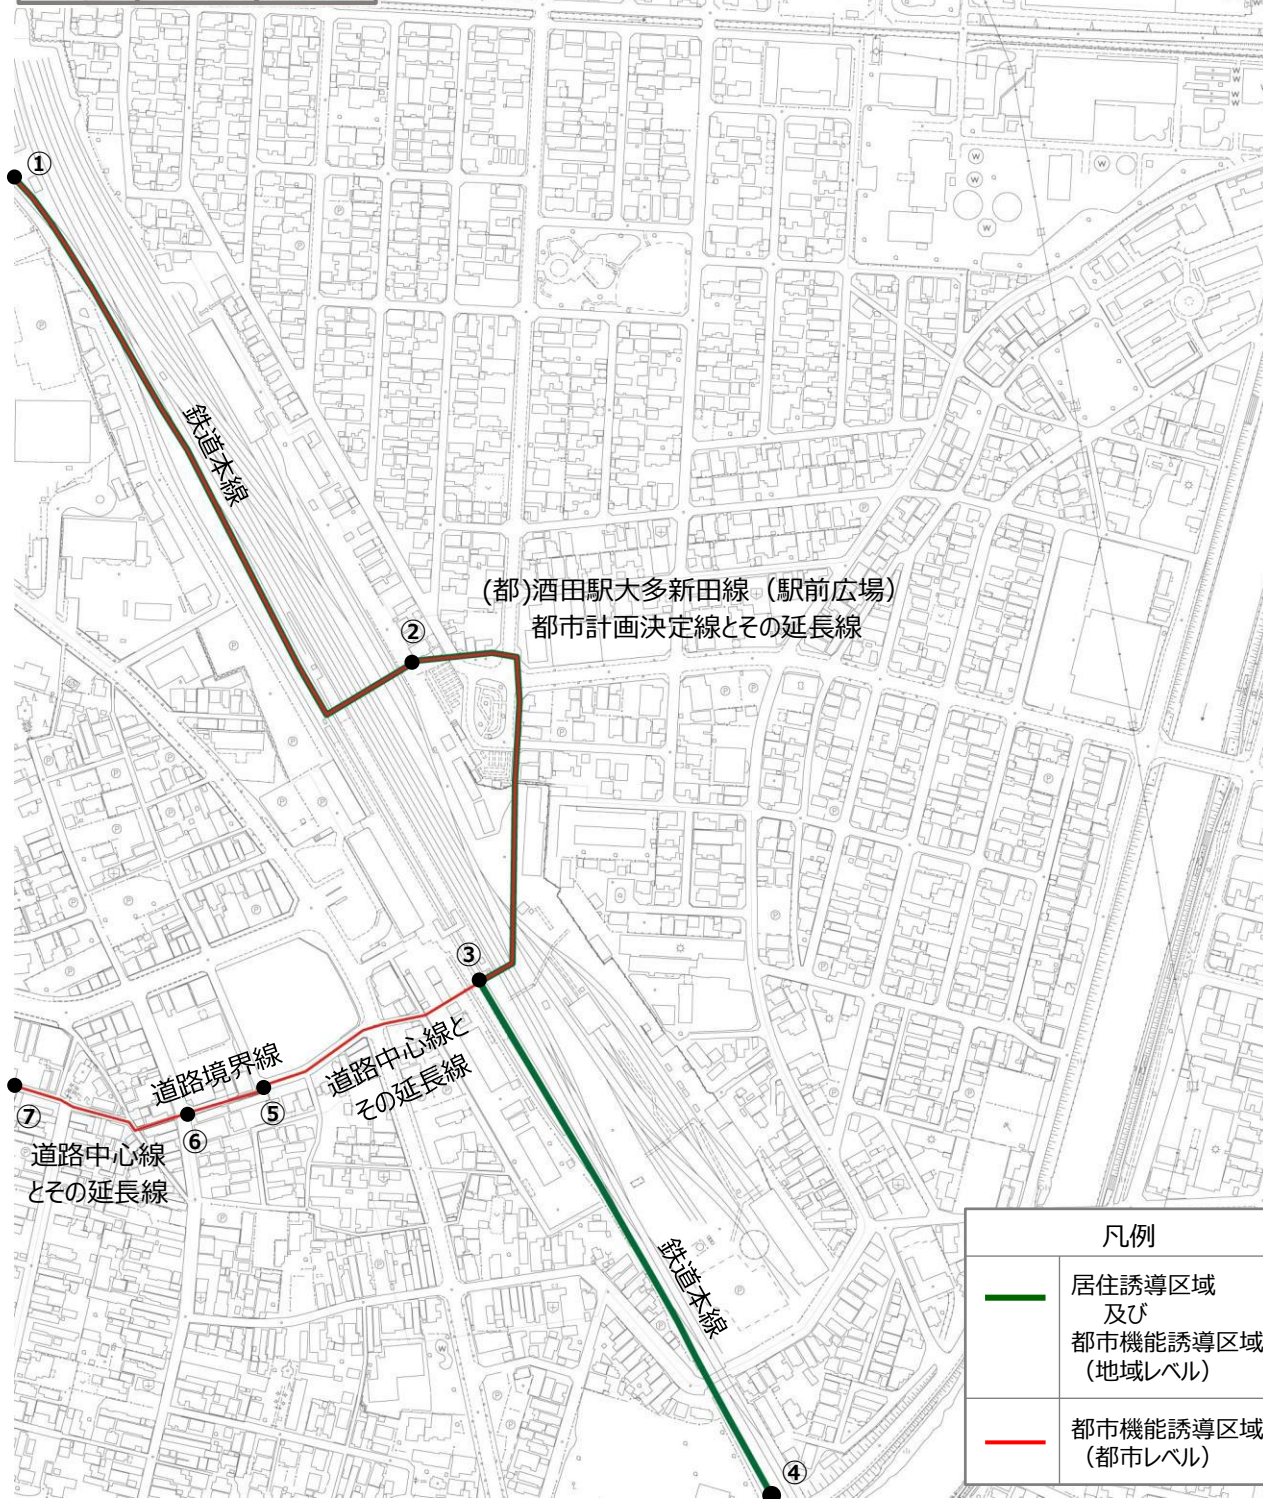 ①
鉄道本線
(都)酒田駅大多新田線（駅前広場）
都市計画決定線とその延長線
②
③
道路中心線と
その延長線
道路境界線
⑤
⑥
⑦
道路中心線
とその延長線
鉄道本線
④
凡例
居住誘導区域
及び
都市機能誘導区域
（地域レベル）
都市機能誘導区域
（都市レベル）